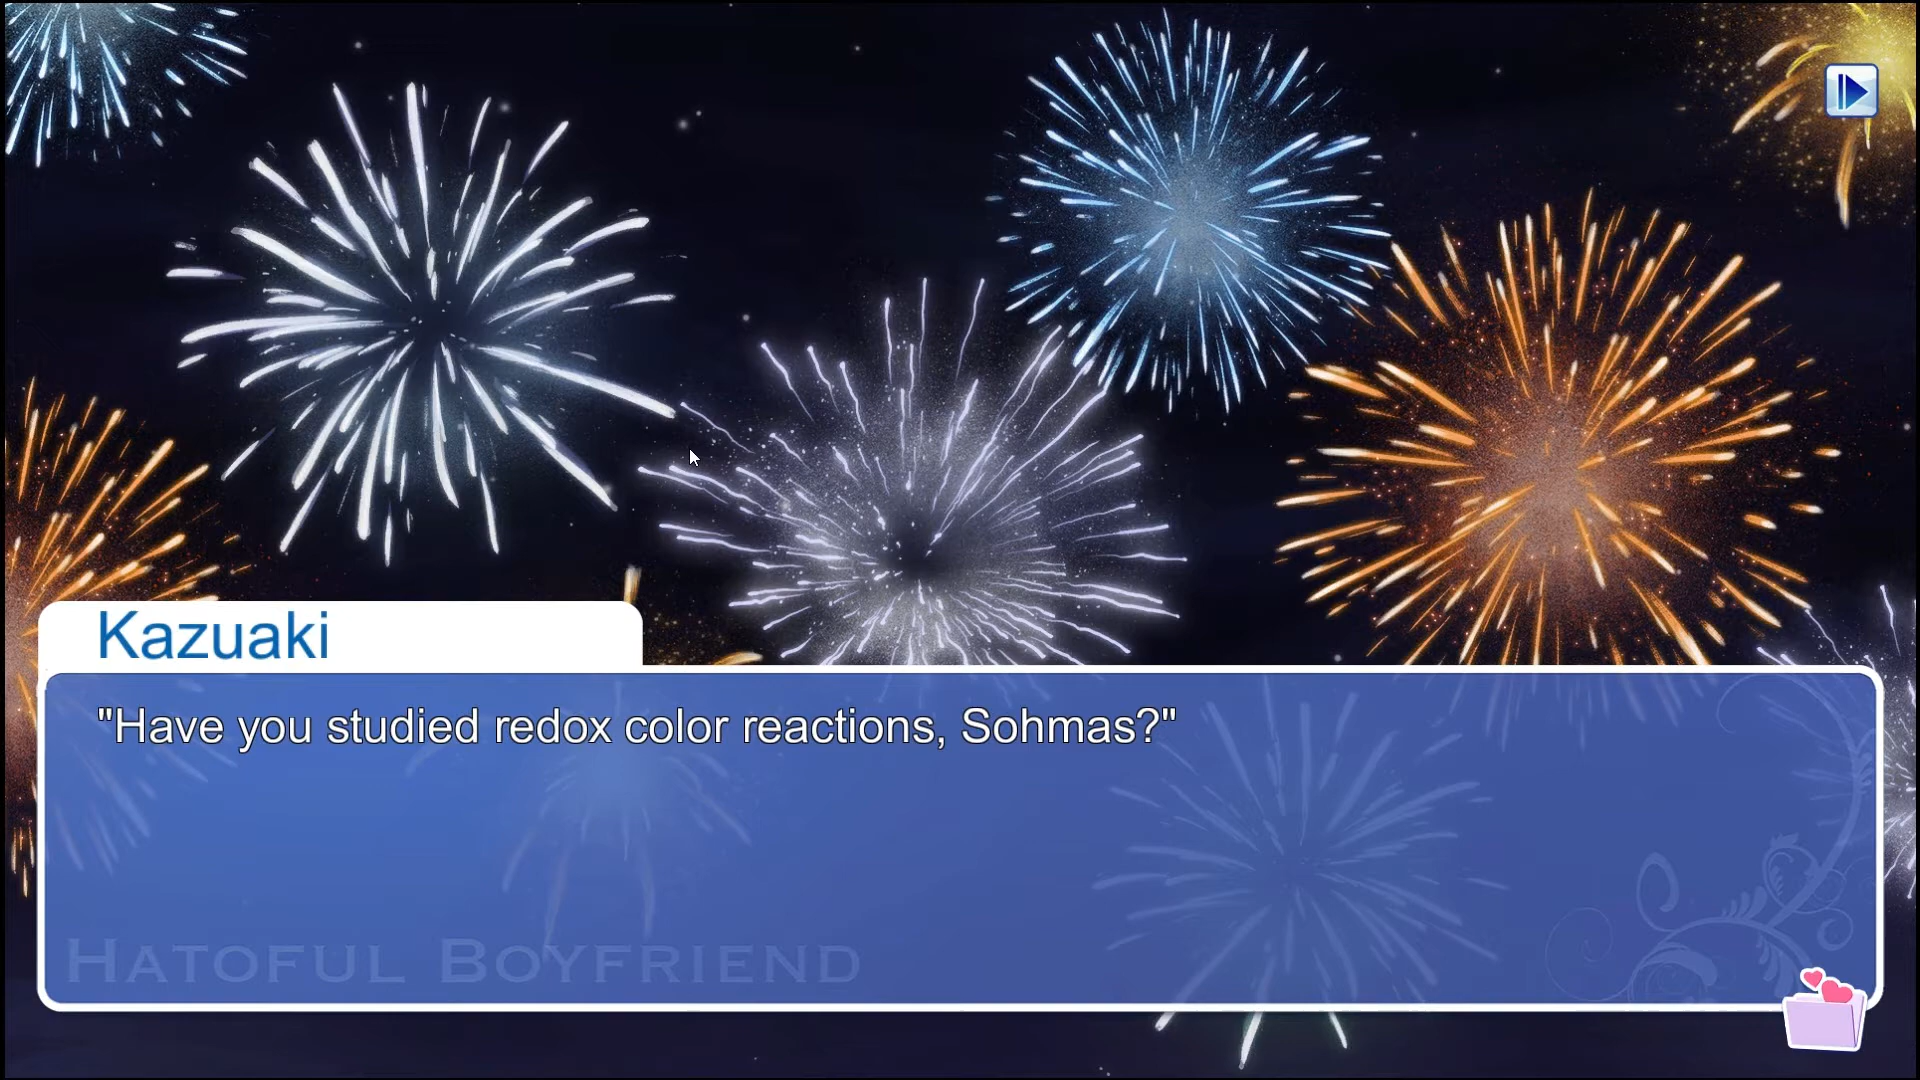 Kazuaki
"Have you studied redox color reactions, Sohmas?"
HATOFUL BOYFRIEND